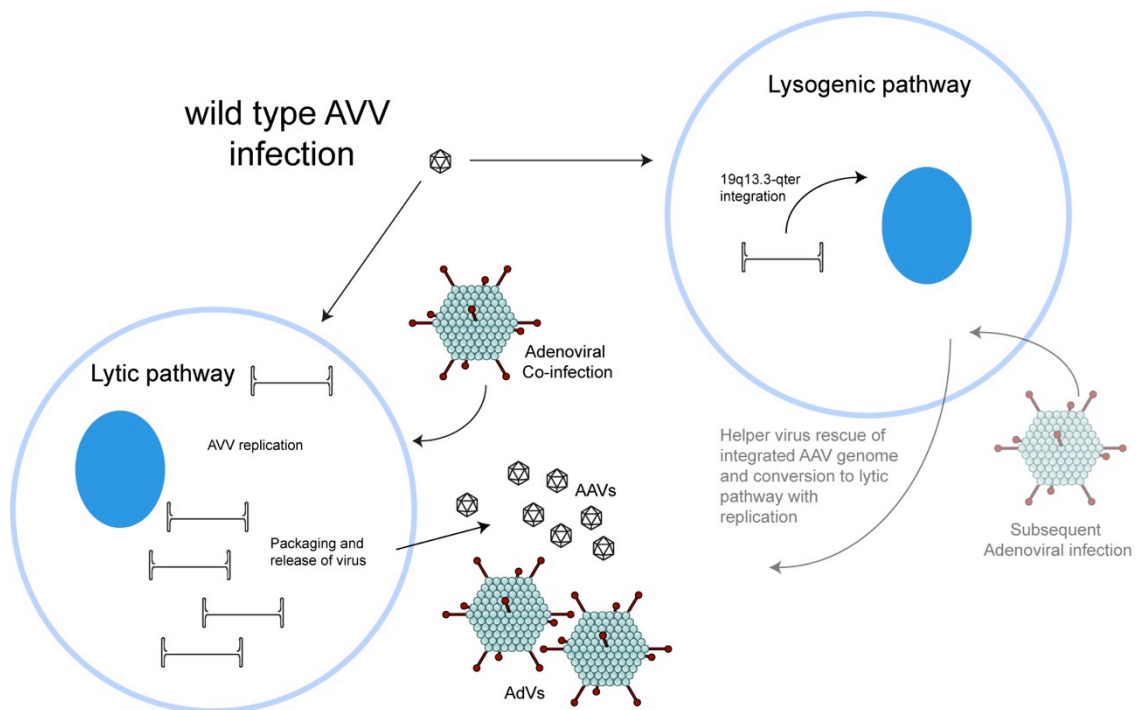 wild type AVV
infection
Lysogenic pathway
19q13.3-qter
integration
Adenoviral
Co-infection
Lytic pathway
AVV replication
Packaging and
release of virus
AAVs
AdVs
Helper virus rescue of
integrated AAV genome
and conversion to lytic
pathway with
replication
Subsequent
Adenoviral infection